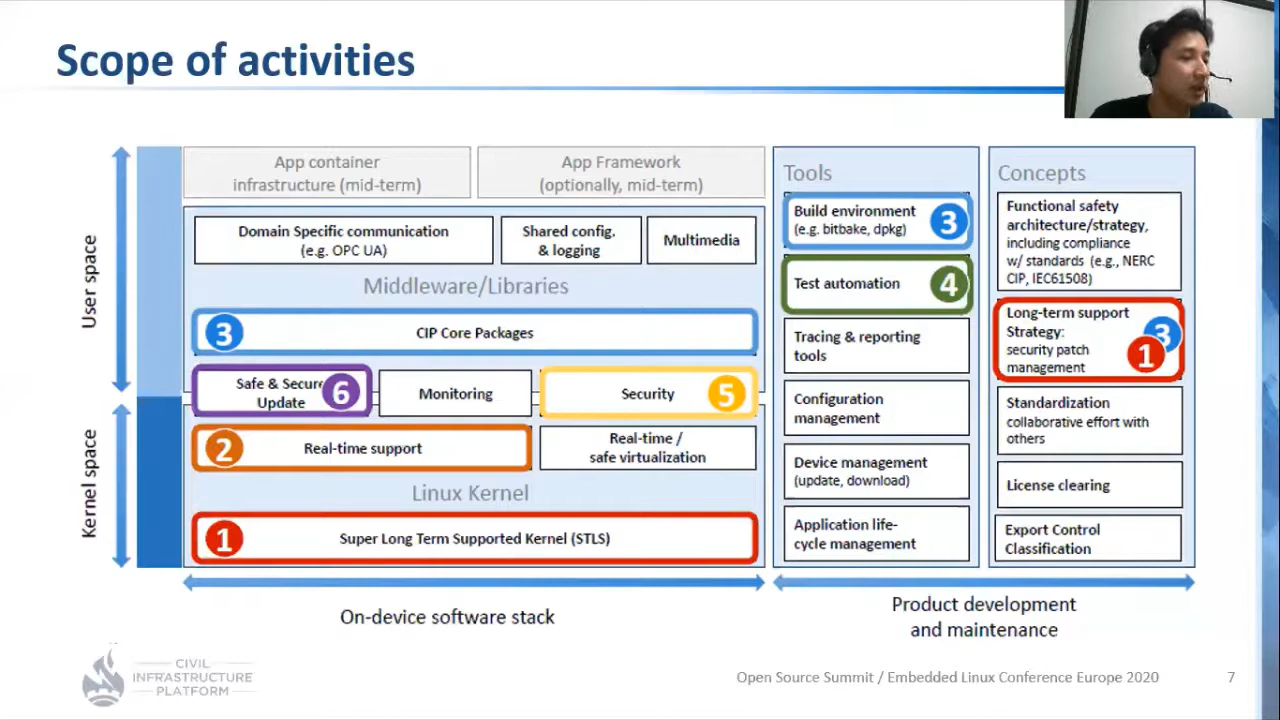 Scope of activities
App container
infrastructure (mid-term)
App Framework
(optionally, mid-term)
Domain Specific communication
(e.g. OPC UA)
Shared config.
& logging
Multimedia
Middleware/Libraries
3
CIP Core Packages
Safe & Secure
Update
6
Monitoring
Security
5
2
Real-time support
Real-time /
safe virtualization
Linux Kernel
1
Super Long Term Supported Kernel (STLS)
User space
Kernel space
On-device software stack
Tools
Build environment
(e.g. bitbake, dpkg)
3
Test automation
4
Tracing & reporting
tools
Configuration
management
Device management
(update, download)
Application life-
cycle management
Concepts
Functional safety
architecture/strategy,
including compliance
w/ standards (e.g., NERC
CIP, IEC61508)
Long-term support
Strategy:
security patch
management
3
1
Standardization
collaborative effort with
others
License clearing
Export Control
Classification
Product development
and maintenance
CIVIL
INFRASTRUCTURE
PLATFORM
Open Source Summit / Embedded Linux Conference Europe 2020
7